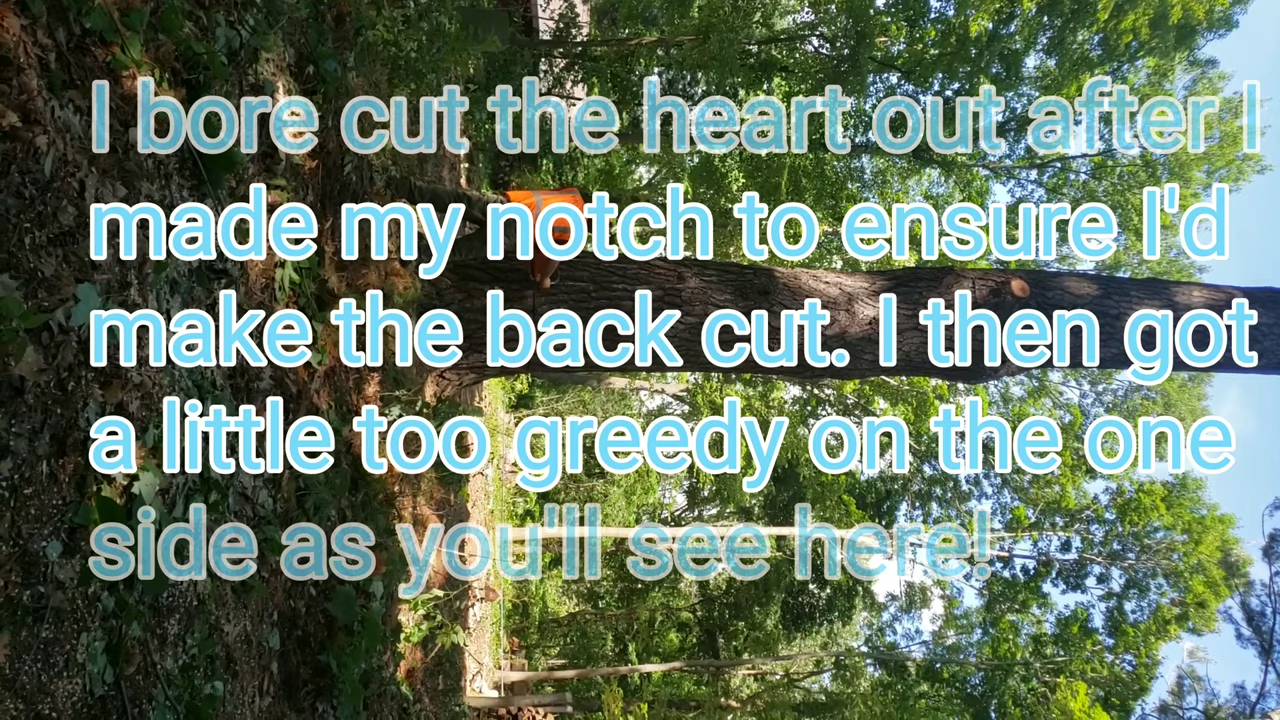 I bore cut the heart out after I
made my notch to ensure I'd
make the back cut. I then got
a little too greedy on the one
side as you'll see here!